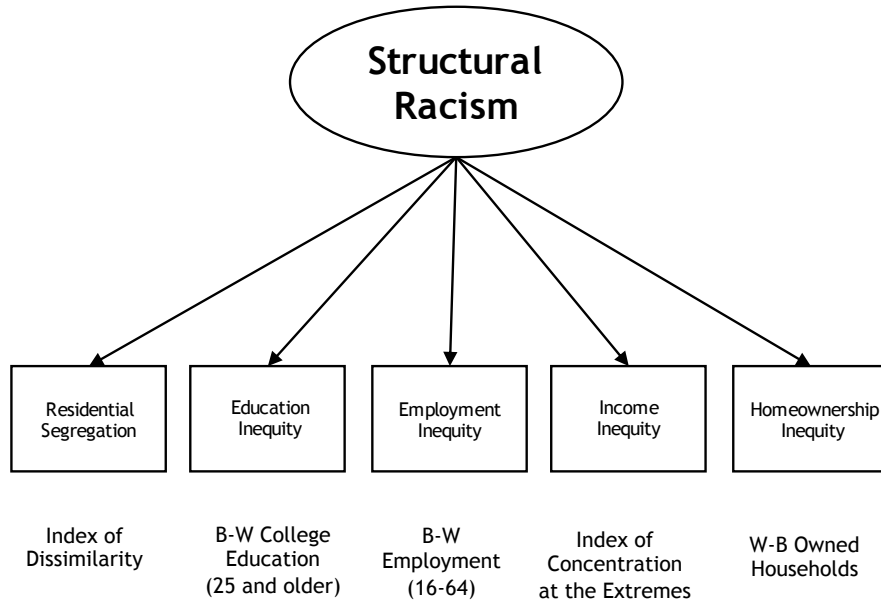 Structural
Racism
Residential
Segregation
Education
Inequity
Employment
Inequity
Income
Inequity
Homeownership
Inequity
Index of
Dissimilarity
B-W College
Education
(25 and older)
B-W
Employment
(16-64)
Index of
Concentration
at the Extremes
W-B Owned
Households